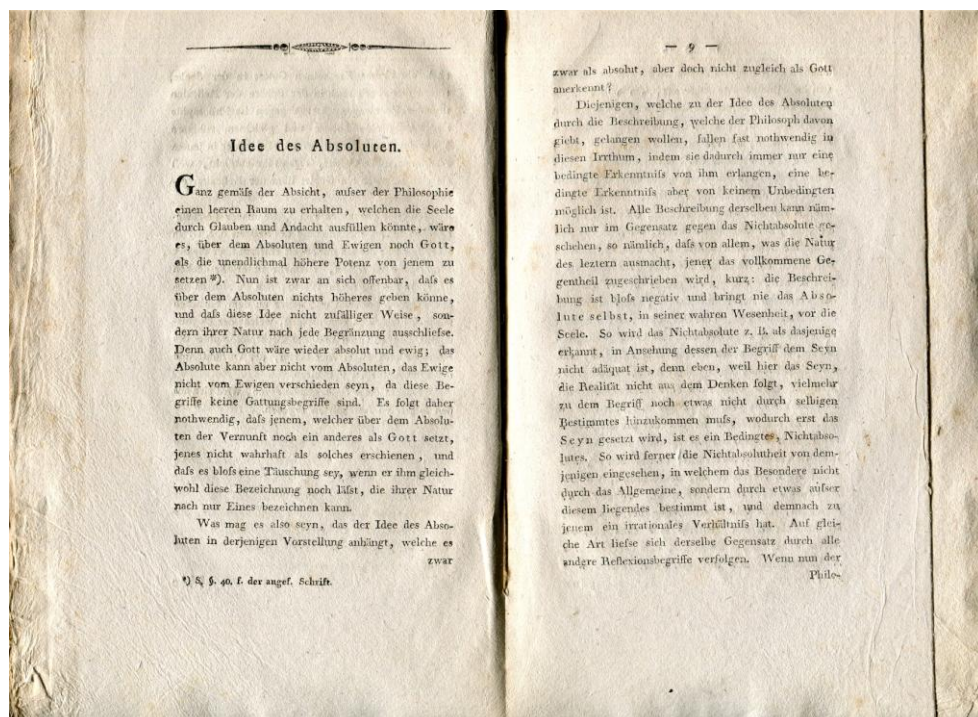 Idee des Absoluten.
Ganz gemäſs der Absicht, auſser der Philosophie
einen leeren Raum zu erhalten, welchen die Seele
durch Glauben und Andacht ausfüllen könnte, wäre
es, über dem Absoluten und Ewigen noch Gott,
als die unendlichmal höhere Potenz von jenem zu
setzen *). Nun ist zwar an sich offenbar, daſs es
über dem Absoluten nichts höheres geben könne,
und daſs diese Idee nicht zufälliger Weise, son-
dern ihrer Natur nach jede Begränzung ausschlieſse.
Denn auch Gott wäre wieder absolut und ewig; das
Absolute kann aber nicht vom Absoluten, das Ewige
nicht vom Ewigen verschieden seyn, da diese Be-
griffe keine Gattungsbegriffe sind. Es folgt daher
nothwendig, daſs jenem, welcher über dem Absolu-
ten der Vernunft noch ein anderes als Gott setzt,
jenes nicht wahrhaft als solches erschienen, und
daſs es bloſs eine Täuschung sey, wenn er ihm gleich-
wohl diese Bezeichnung noch läſst, die ihrer Natur
nach nur Eines bezeichnen kann.
Was mag es also seyn, das der Idee des Abso-
luten in derjenigen Vorstellung anhängt, welche es
zwar
*) S. §. 40. f. der angef. Schrift.
— 9 —
zwar als absolut, aber doch nicht zugleich als Gott
anerkennt?
Diejenigen, welche zu der Idee des Absoluten
durch die Beschreibung, welche der Philosoph davon
giebt, gelangen wollen, fallen fast nothwendig in
diesen Irrthum, indem sie dadurch immer nur eine
bedingte Erkenntniſs von ihm erlangen, eine be-
dingte Erkenntniſs aber von keinem Unbedingten
möglich ist. Alle Beschreibung derselben kann näm-
lich nur im Gegensatz gegen das Nichtabsolute ge-
schehen, so nämlich, daſs von allem, was die Natur
des leztern ausmacht, jener das vollkommene Ge-
gentheil zugeschrieben wird, kurz: die Beschrei-
bung ist bloſs negativ und bringt nie das Abso-
lute selbst, in seiner wahren Wesenheit, vor die
Seele. So wird das Nichtabsolute z. B. als dasjenige
erkannt, in Ansehung dessen der Begriff dem Seyn
nicht adäquat ist, denn eben, weil hier das Seyn,
die Realität nicht aus dem Denken folgt, vielmehr
zu dem Begriff noch etwas nicht durch selbigen
Bestimmtes hinzukommen muſs, wodurch erst das
Seyn gesetzt wird, ist es ein Bedingtes, Nichtabso-
lutes. So wird ferner die Nichtabsolutheit von dem-
jenigen eingesehen, in welchem das Besondere nicht
durch das Allgemeine, sondern durch etwas auſser
diesem liegendes bestimmt ist, und demnach zu
jenem ein irrationales Verhältniſs hat. Auf glei-
che Art lieſse sich derselbe Gegensatz durch alle
andere Reflexionsbegriffe verfolgen. Wenn nun der
Philo-